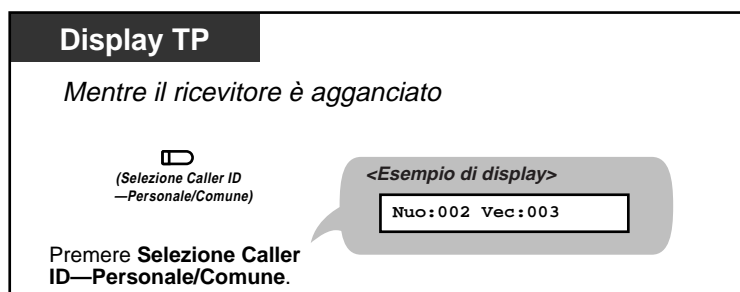 Display TP
Mentre il ricevitore è agganciato
(Selezione Caller ID
—Personale/Comune)
<Esempio di display>
Nuo:002 Vec:003
Premere Selezione Caller
ID—Personale/Comune.